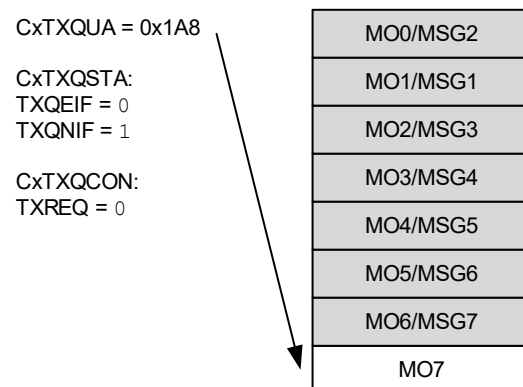 CxTXQUA = 0x1A8
CxTXQSTA:
TXQEIF = 0
TXQNIF = 1
CxTXQCON:
TXREQ = 0
MO0/MSG2
MO1/MSG1
MO2/MSG3
MO3/MSG4
MO4/MSG5
MO5/MSG6
MO6/MSG7
MO7